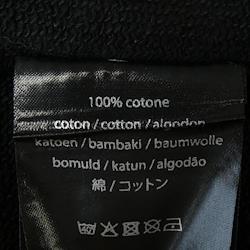 100% cotone
coton / cotton / algodon
katoen / bambaki / baumwolle
bomuld / katun / algodão
綿 / コットン